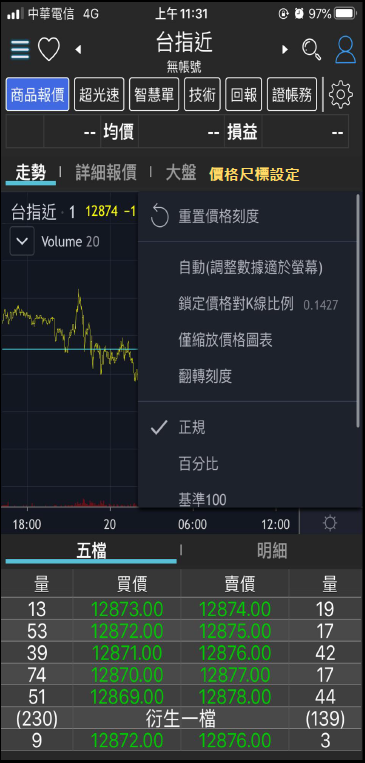 中華電信 4G 上午11:31 97%
台指近
無帳號
商品報價 超光速 智慧單 技術 回報 證帳務
-- 均價 -- 損益 --
走勢 詳細報價 大盤 價格尺標設定
台指近 · 1 12874 −1
Volume 20
重置價格刻度
自動(調整數據適於螢幕)
鎖定價格對K線比例 0.1427
僅縮放價格圖表
翻轉刻度
正規
百分比
基準100
18:00 20 06:00 12:00
五檔 明細
量 買價 賣價 量
13 12873.00 12874.00 19
53 12872.00 12875.00 17
39 12871.00 12876.00 42
74 12870.00 12877.00 17
51 12869.00 12878.00 44
(230) 衍生一檔 (139)
9 12872.00 12876.00 3